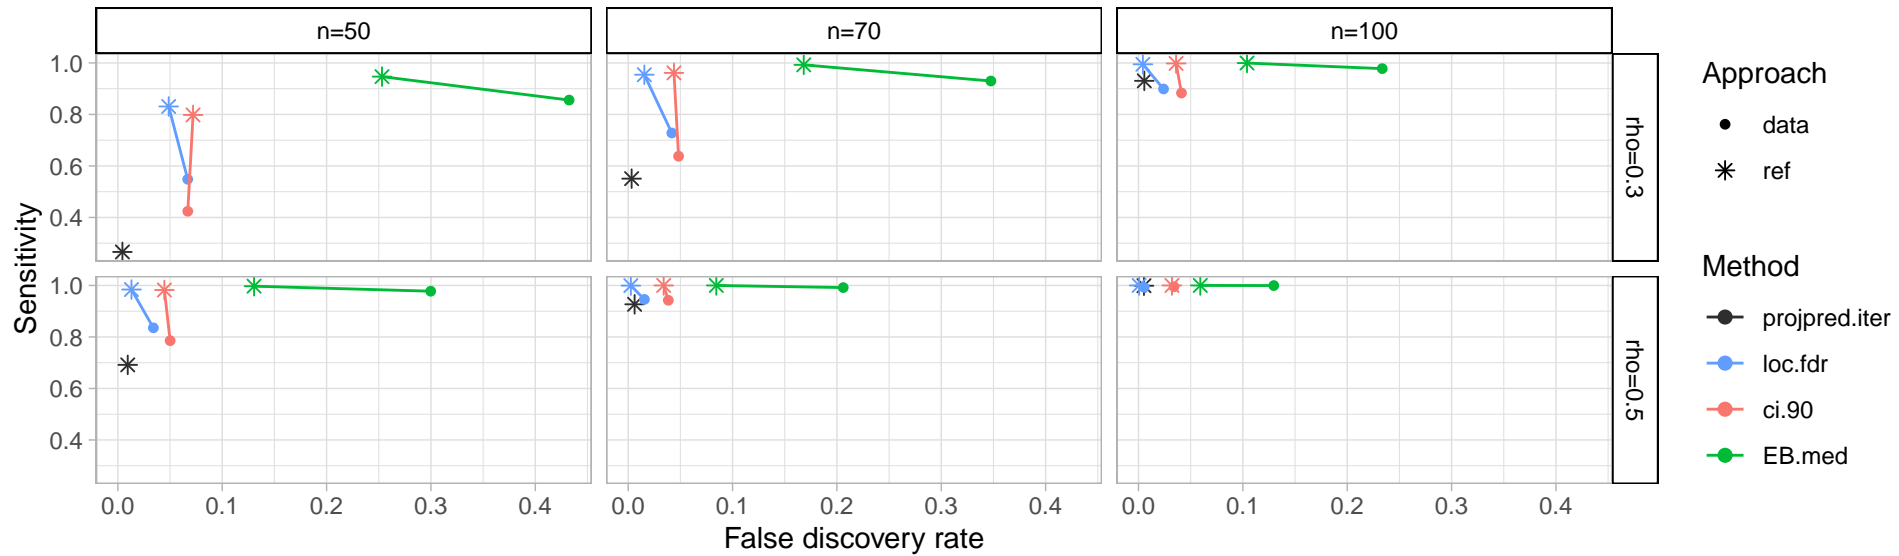 n=50
n=70
n=100
1.0
0.8
0.6
0.4
rho=0.3
1.0
0.8
0.6
0.4
rho=0.5
Sensitivity
0.0 0.1 0.2 0.3 0.4
0.0 0.1 0.2 0.3 0.4
0.0 0.1 0.2 0.3 0.4
False discovery rate
Approach
data
ref
Method
projpred.iter
loc.fdr
ci.90
EB.med